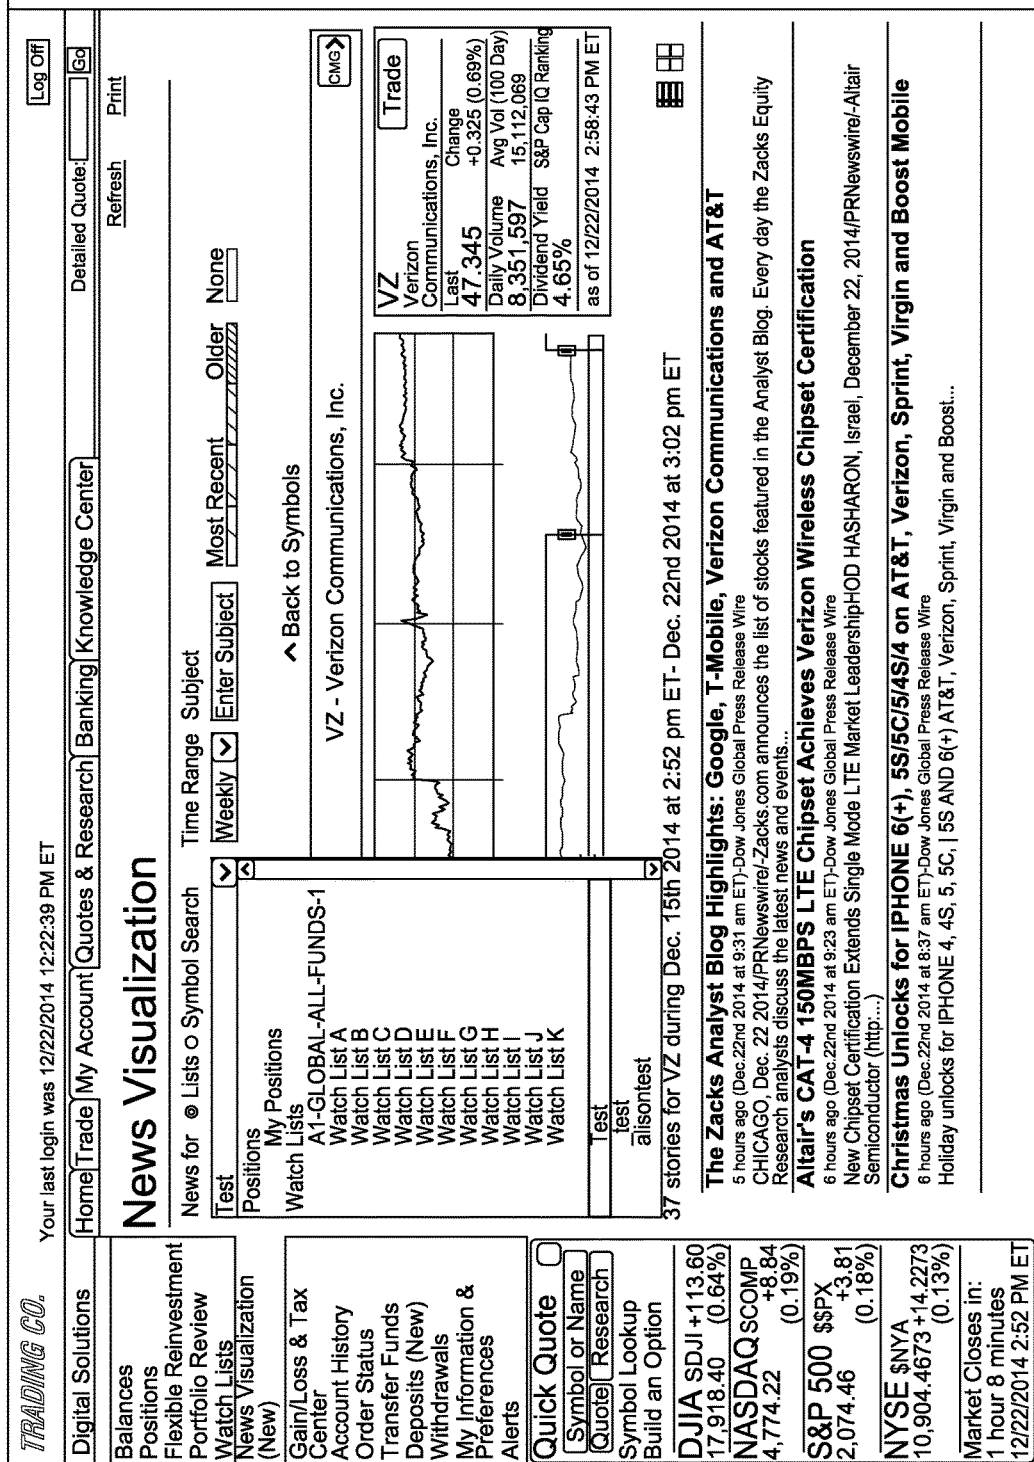 TRADING CO.
Your last login was 12/22/2014 12:22:39 PM ET
Log Off
Digital Solutions
Home Trade My Account Quotes & Research Banking Knowledge Center
Detailed Quote: Go
Balances
Positions
Flexible Reinvestment
Portfolio Review
Watch Lists
News Visualization
(New)
Gain/Loss & Tax
Center
Account History
Order Status
Transfer Funds
Deposits (New)
Withdrawals
My Information &
Preferences
Alerts
Quick Quote
Symbol or Name
Quote Research
Symbol Lookup
Build an Option
DJIA SDJI +113.60
17,918.40 (0.64%)
NASDAQ SCOMP
4,774.22 +8.84
(0.19%)
S&P 500 $SPX
2,074.46 +3.81
(0.18%)
NYSE $NYA
10,904.4673 +14.2273
(0.13%)
Market Closes in:
1 hour 8 minutes
12/22/2014 2:52 PM ET
News Visualization
Refresh Print
News for Lists Symbol Search
Time Range Subject
Test
Weekly
Enter Subject
Most Recent Older None
Positions
My Positions
Watch Lists
A1-GLOBAL-ALL-FUNDS-1
Watch List A
Watch List B
Watch List C
Watch List D
Watch List E
Watch List F
Watch List G
Watch List H
Watch List I
Watch List J
Watch List K
Test
test
alisontest
Back to Symbols
VZ - Verizon Communications, Inc.
CMG
VZ
Trade
Verizon
Communications, Inc.
Last Change
47.345 +0.325 (0.69%)
Daily Volume Avg Vol (100 Day)
8,351,597 15,112,069
Dividend Yield S&P Cap IQ Ranking
4.65%
as of 12/22/2014 2:58:43 PM ET
37 stories for VZ during Dec. 15th 2014 at 2:52 pm ET- Dec. 22nd 2014 at 3:02 pm ET
The Zacks Analyst Blog Highlights: Google, T-Mobile, Verizon Communications and AT&T
5 hours ago (Dec.22nd 2014 at 9:31 am ET)-Dow Jones Global Press Release Wire
CHICAGO, Dec. 22 2014/PRNewswire/-Zacks.com announces the list of stocks featured in the Analyst Blog. Every day the Zacks Equity
Research analysts discuss the latest news and events...
Altair's CAT-4 150MBPS LTE Chipset Achieves Verizon Wireless Chipset Certification
6 hours ago (Dec.22nd 2014 at 9:23 am ET)-Dow Jones Global Press Release Wire
New Chipset Certification Extends Single Mode LTE Market LeadershipHOD HASHARON, Israel, December 22, 2014/PRNewswire/-Altair
Semiconductor (http:...)
Christmas Unlocks for IPHONE 6(+), 5S/5C/5/4S/4 on AT&T, Verizon, Sprint, Virgin and Boost Mobile
6 hours ago (Dec.22nd 2014 at 8:37 am ET)-Dow Jones Global Press Release Wire
Holiday unlocks for IPHONE 4, 4S, 5, 5C, | 5S AND 6(+) AT&T, Verizon, Sprint, Virgin and Boost...